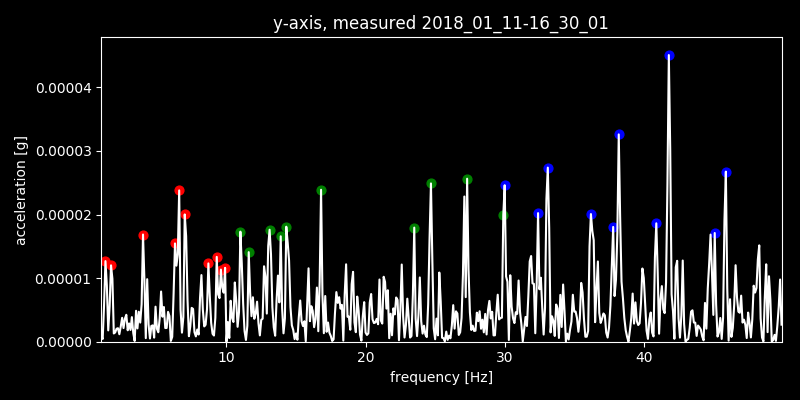 y-axis, measured 2018_01_11-16_30_01
0.00004
0.00003
0.00002
0.00001
0.00000
acceleration [g]
10 20 30 40
frequency [Hz]